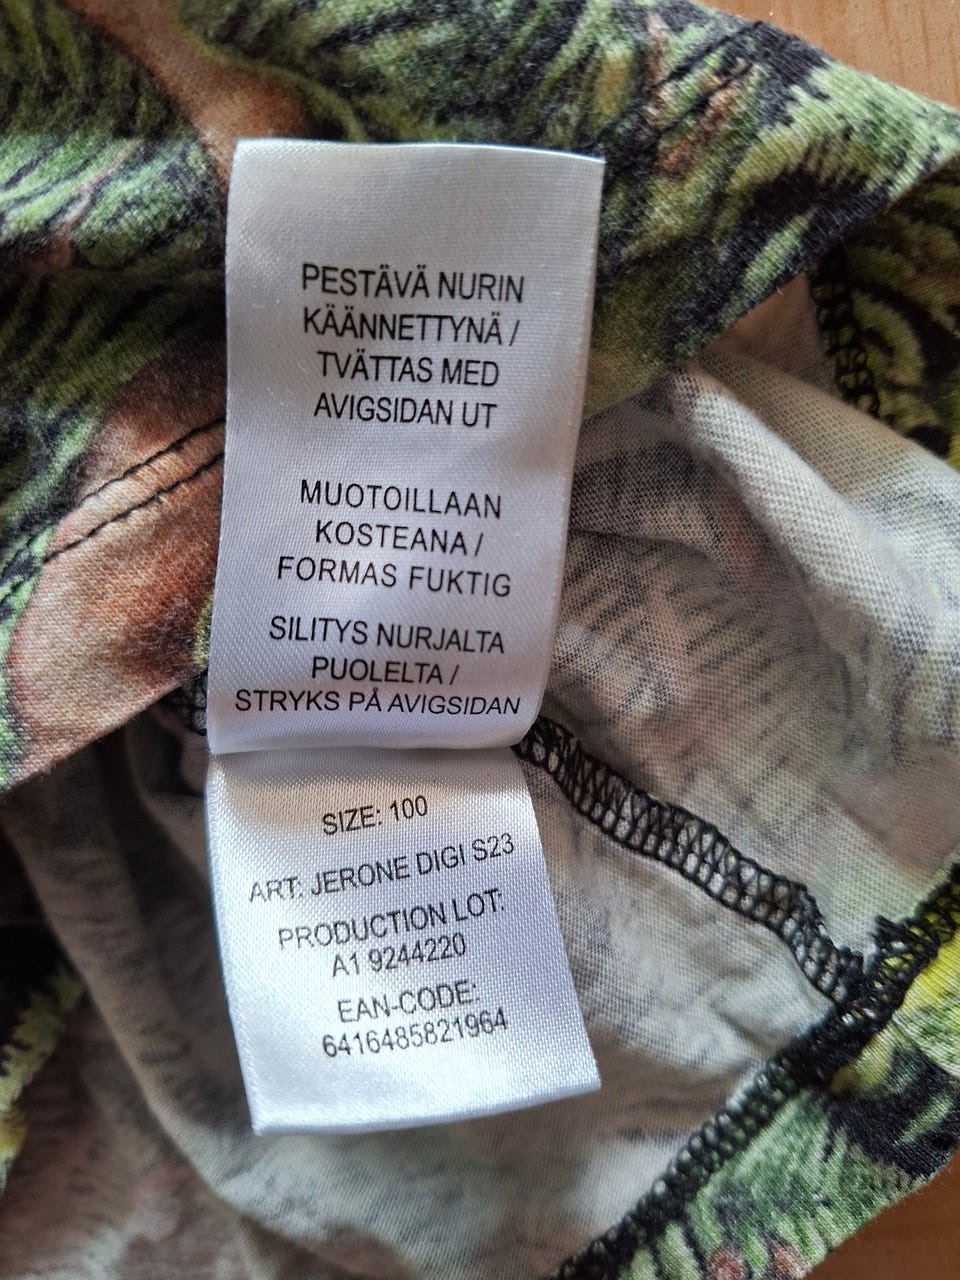 PESTÄVÄ NURIN
KÄÄNNETTYNÄ /
TVÄTTAS MED
AVIGSIDAN UT
MUOTOILLAAN
KOSTEANA /
FORMAS FUKTIG
SILITYS NURJALTA
PUOLELTA /
STRYKS PÅ AVIGSIDAN
SIZE: 100
ART: JERONE DIGI S23
PRODUCTION LOT:
A1 9244220
EAN-CODE:
6416485821964